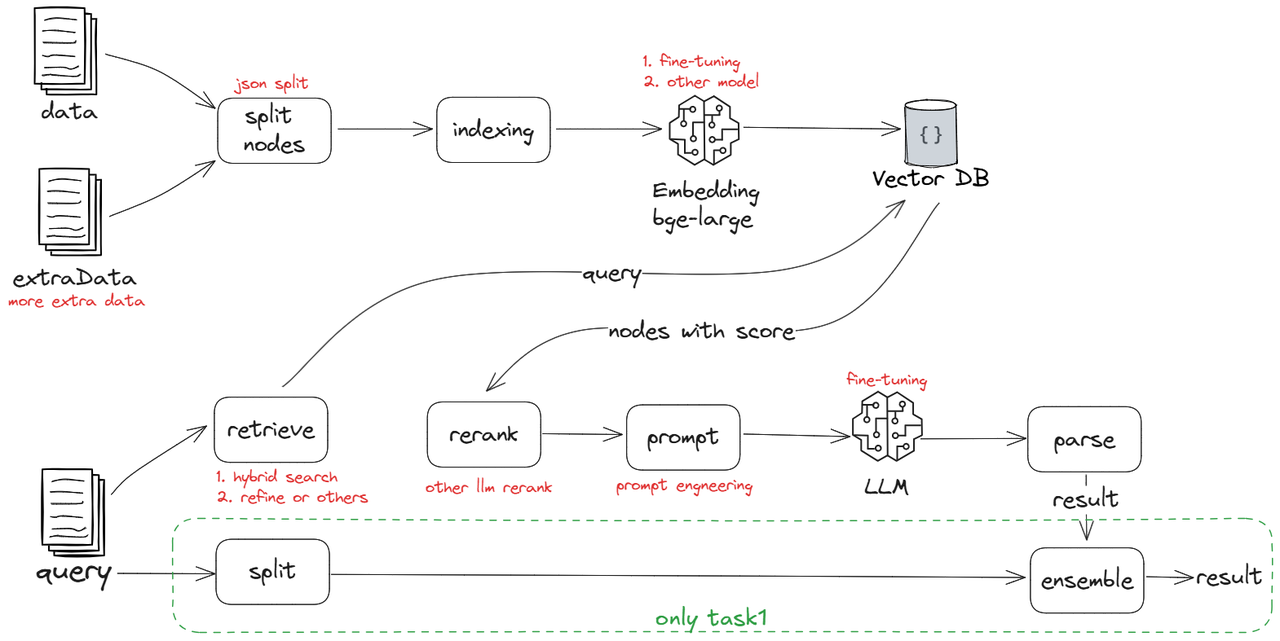 data
json split
split
nodes
indexing
1. fine-tuning
2. other model
Embedding
bge-large
{}
Vector DB
extraData
more extra data
query
nodes with score
retrieve
1. hybrid search
2. refine or others
rerank
other llm rerank
prompt
prompt engneering
fine-tuning
LLM
parse
result
query
split
ensemble
result
only task1